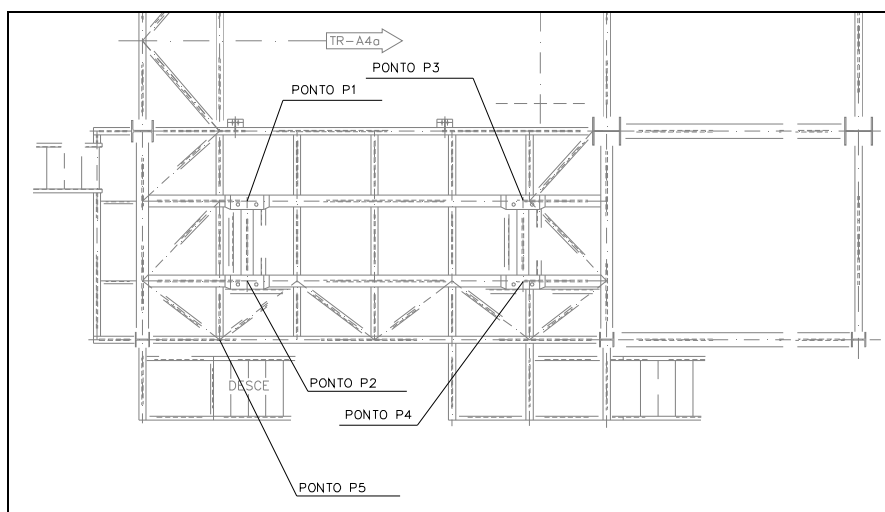 TR-A4a
PONTO P3
PONTO P1
DESCE
PONTO P2
PONTO P4
PONTO P5